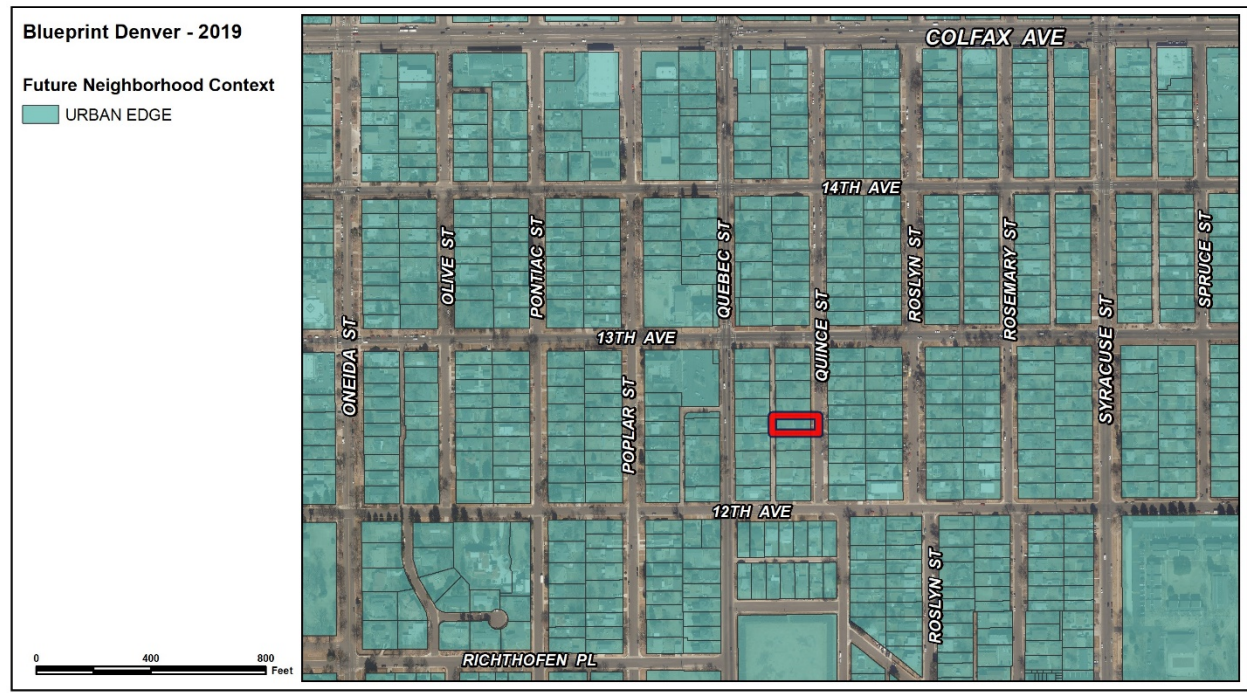 Blueprint Denver - 2019
Future Neighborhood Context
URBAN EDGE
COLFAX AVE
14TH AVE
OLIVE ST
PONTIAC ST
QUEBEC ST
QUINCE ST
ROSLYN ST
ROSEMARY ST
SPRUCE ST
13TH AVE
ONEIDA ST
POPLAR ST
SYRACUSE ST
12TH AVE
ROSLYN ST
RICHTHOFEN PL
0 400 800
Feet